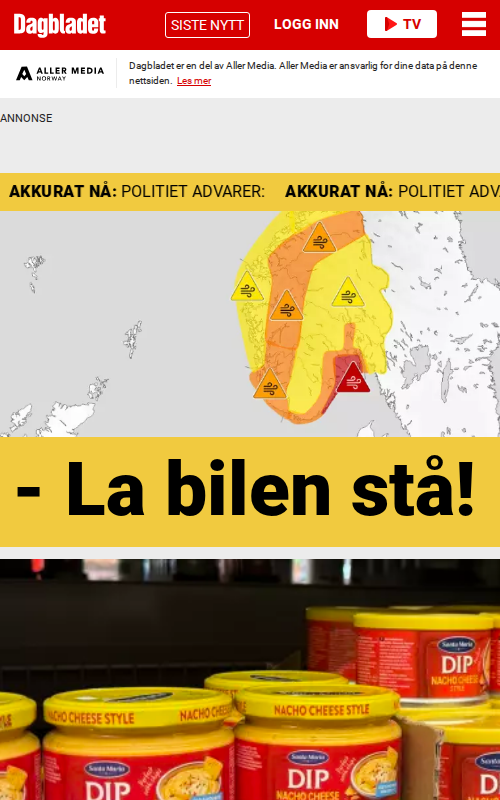 Dagbladet
SISTE NYTT
LOGG INN
TV
ALLER MEDIA
NORWAY
Dagbladet er en del av Aller Media. Aller Media er ansvarlig for dine data på denne
nettsiden. Les mer
ANNONSE
AKKURAT NÅ: POLITIET ADVARER: AKKURAT NÅ: POLITIET ADV
- La bilen stå!
Santa Maria
DIP
NACHO CHEESE
STYLE
NACHO CHEESE STYLE
NACHO CHEESE STYLE
Santa Maria
DIP
Santa Maria
DIP
NACHO CHEESE
Santa Maria
DIP